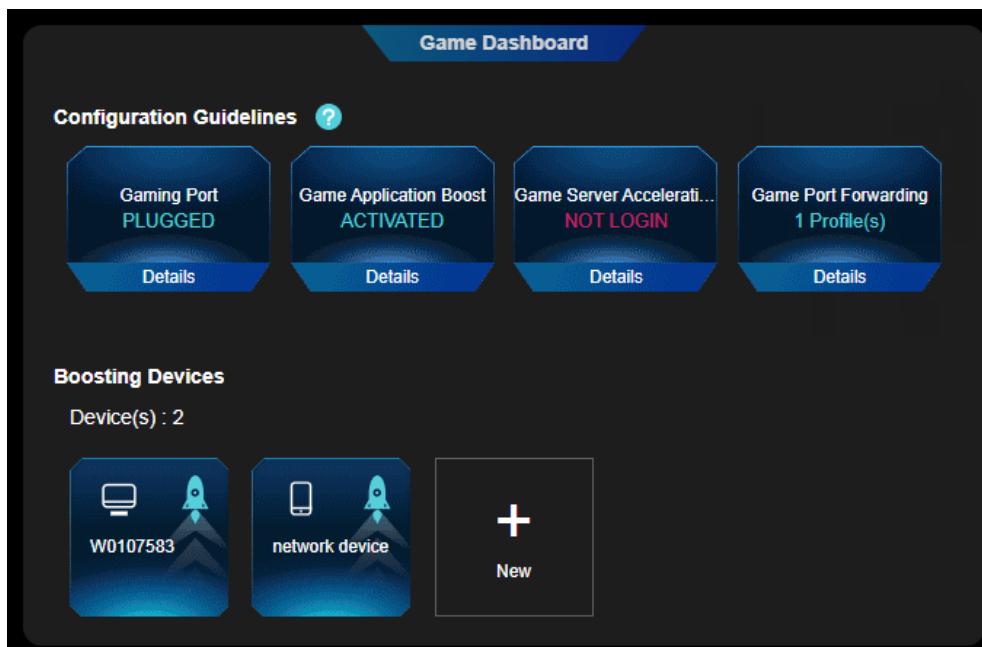 Game Dashboard
Configuration Guidelines ?
Gaming Port
PLUGGED
Details
Game Application Boost
ACTIVATED
Details
Game Server Accelerati...
NOT LOGIN
Details
Game Port Forwarding
1 Profile(s)
Details
Boosting Devices
Device(s) : 2
W0107583
network device
+
New